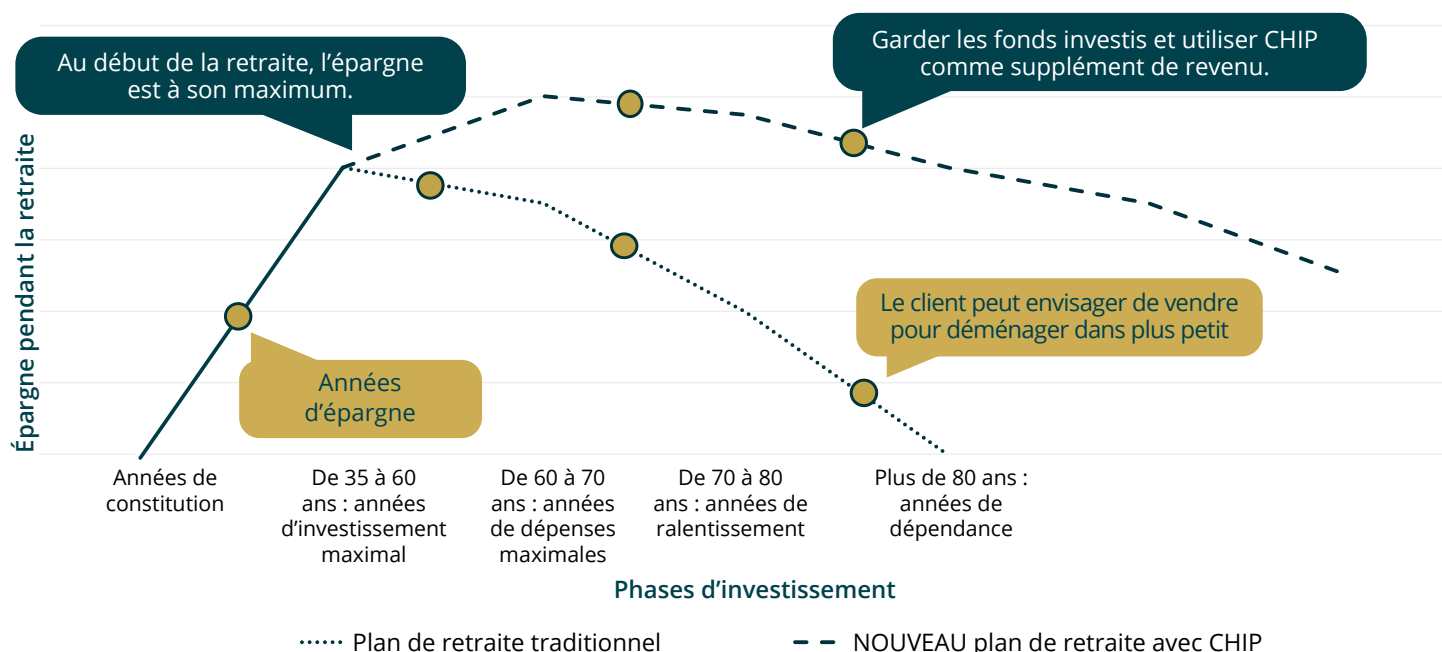 Au début de la retraite, l’épargne
est à son maximum.
Garder les fonds investis et utiliser CHIP
comme supplément de revenu.
Épargne pendant la retraite
Le client peut envisager de vendre
pour déménager dans plus petit
Années
d’épargne
Années de
constitution
De 35 à 60
ans : années
d’investissement
maximal
De 60 à 70
ans : années
de dépenses
maximales
De 70 à 80
ans : années de
ralentissement
Plus de 80 ans :
années de
dépendance
Phases d’investissement
Plan de retraite traditionnel
NOUVEAU plan de retraite avec CHIP